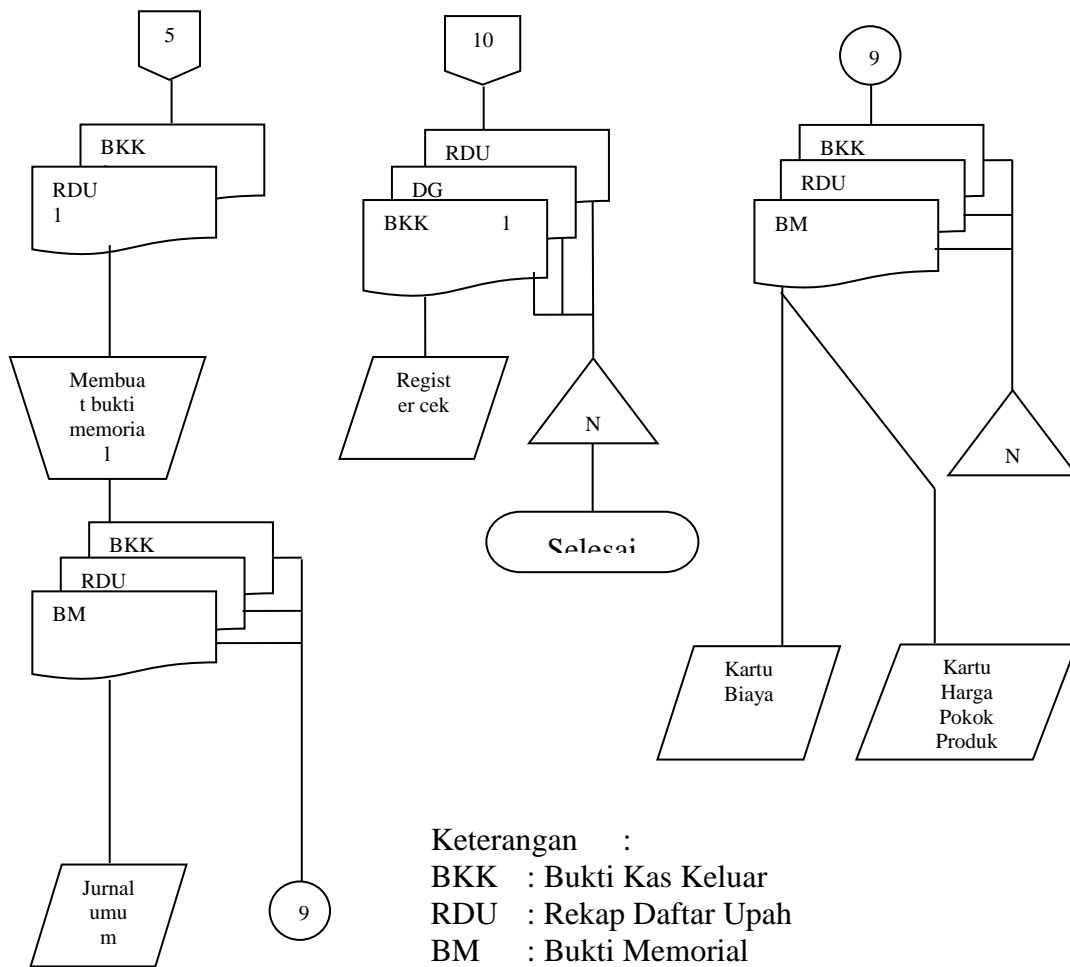 5
BKK
RDU
1
Membua
t bukti
memoria
l
BKK
RDU
BM
Jurnal
umu
m
9
10
RDU
DG
BKK 1
Regist
er cek
N
Selesai
9
BKK
RDU
BM
N
Kartu
Biaya
Kartu
Harga
Pokok
Produk
Keterangan :
BKK : Bukti Kas Keluar
RDU : Rekap Daftar Upah
BM : Bukti Memorial